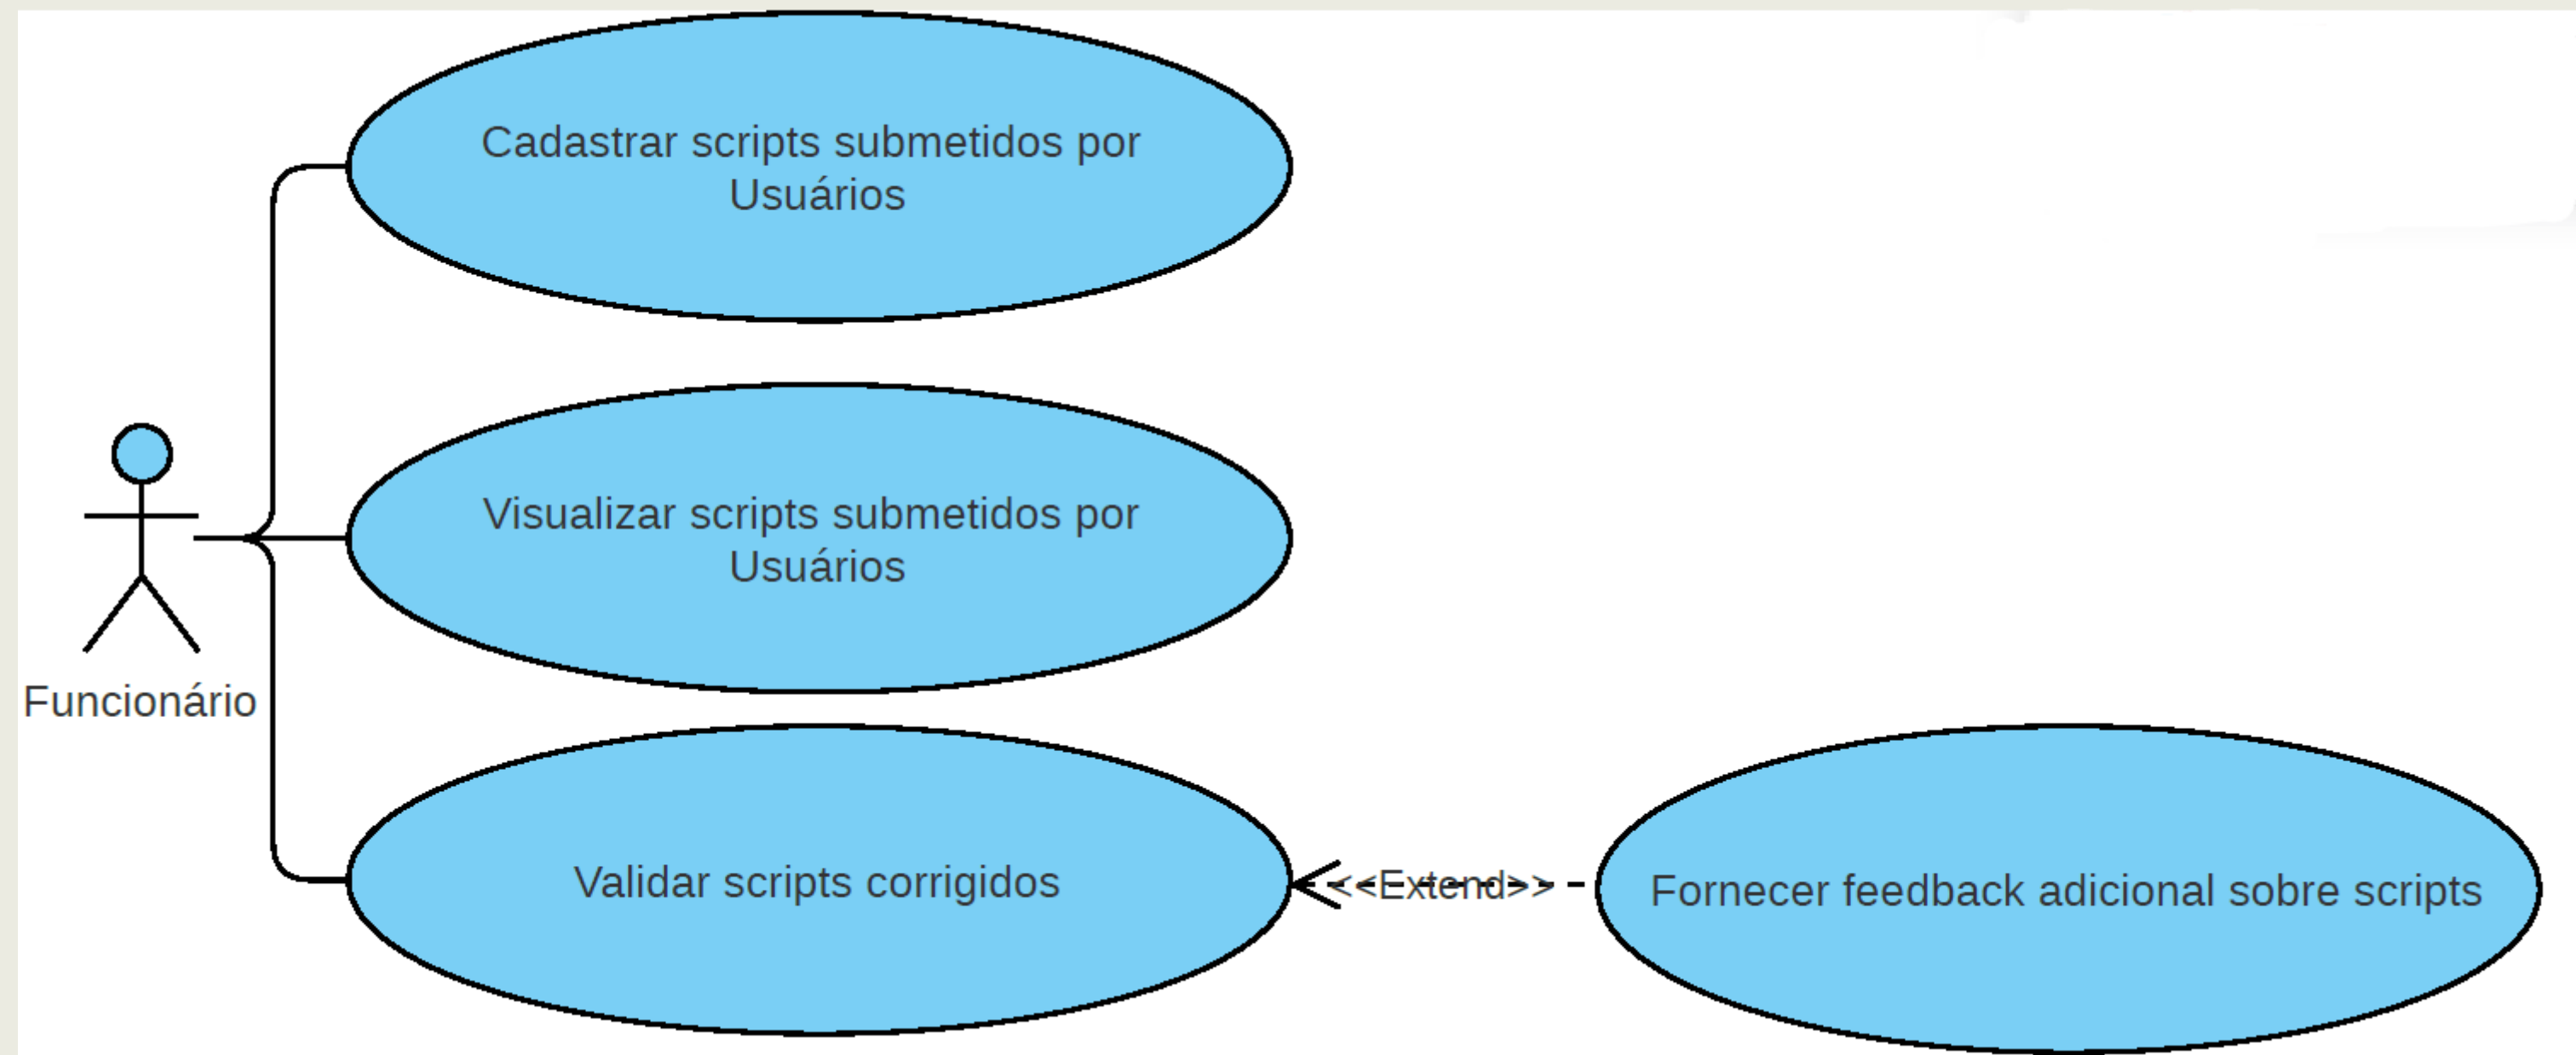 Cadastrar scripts submetidos por
Usuários
Visualizar scripts submetidos por
Usuários
Funcionário
Validar scripts corrigidos
<<Extend>>
Fornecer feedback adicional sobre scripts